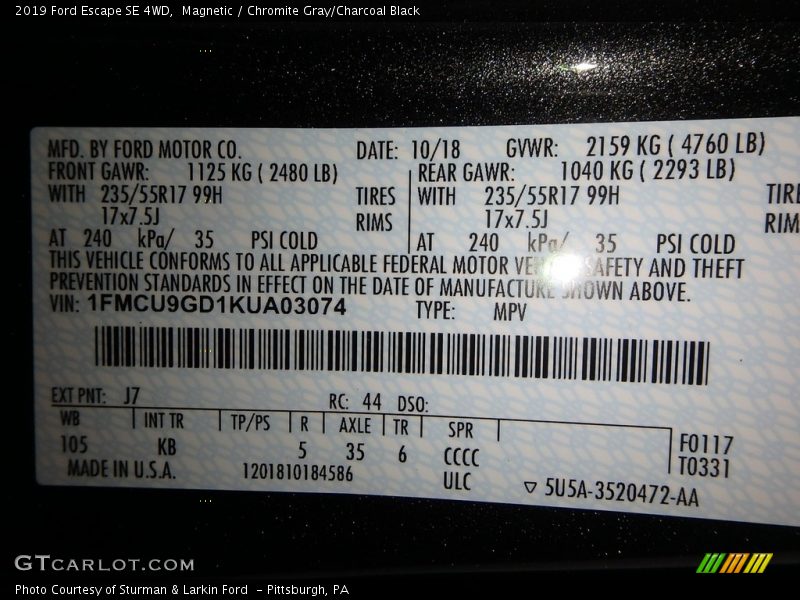 2019 Ford Escape SE 4WD,  Magnetic / Chromite Gray/Charcoal Black
MFD. BY FORD MOTOR CO. DATE: 10/18 GVWR: 2159 KG ( 4760 LB)
FRONT GAWR: 1125 KG ( 2480 LB) REAR GAWR: 1040 KG ( 2293 LB)
WITH 235/55R17 99H TIRES WITH 235/55R17 99H TIRE
17x7.5J RIMS 17x7.5J RIM
AT 240 kPa/ 35 PSI COLD AT 240 kPa/ 35 PSI COLD
THIS VEHICLE CONFORMS TO ALL APPLICABLE FEDERAL MOTOR SAFETY AND THEFT
PREVENTION STANDARDS IN EFFECT ON THE DATE OF MANUFACTURE SHOWN ABOVE.
VIN: 1FMCU9GD1KUA03074 TYPE: MPV
EXT PNT: J7 RC: 44 DSO:
WB INT TR TP/PS R AXLE TR SPR
105 KB 5 35 6 CCCC F0117
MADE IN U.S.A. 1201810184586 ULC T0331
▽ 5U5A-3520472-AA
GTCARLOT.COM
Photo Courtesy of Sturman & Larkin Ford  - Pittsburgh, PA